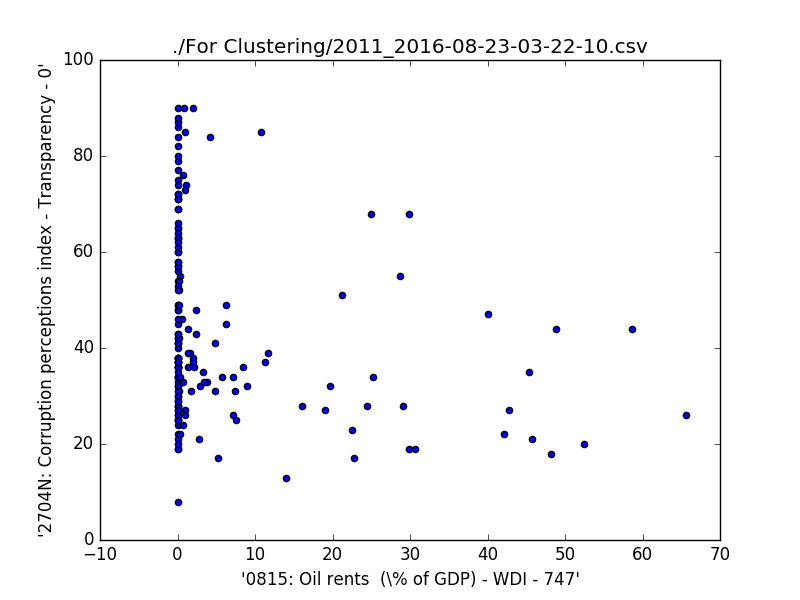 ./For Clustering/2011_2016-08-23-03-22-10.csv
100
80
60
40
20
0
'2704N: Corruption perceptions index - Transparency - 0'
−10 0 10 20 30 40 50 60 70
'0815: Oil rents  (\% of GDP) - WDI - 747'